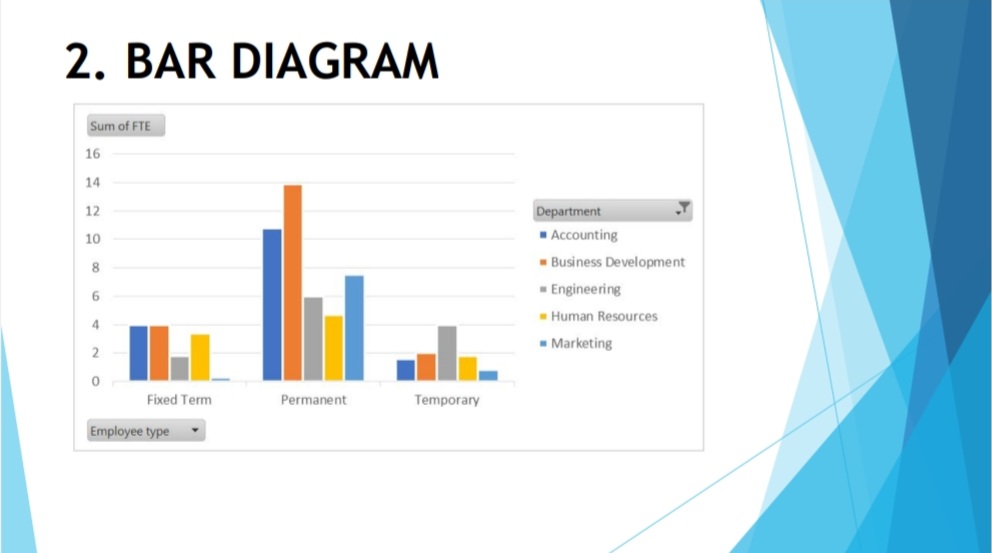 2. BAR DIAGRAM
Sum of FTE
16
14
12
10
8
6
4
2
0
Fixed Term Permanent Temporary
Employee type
Department
Accounting
Business Development
Engineering
Human Resources
Marketing